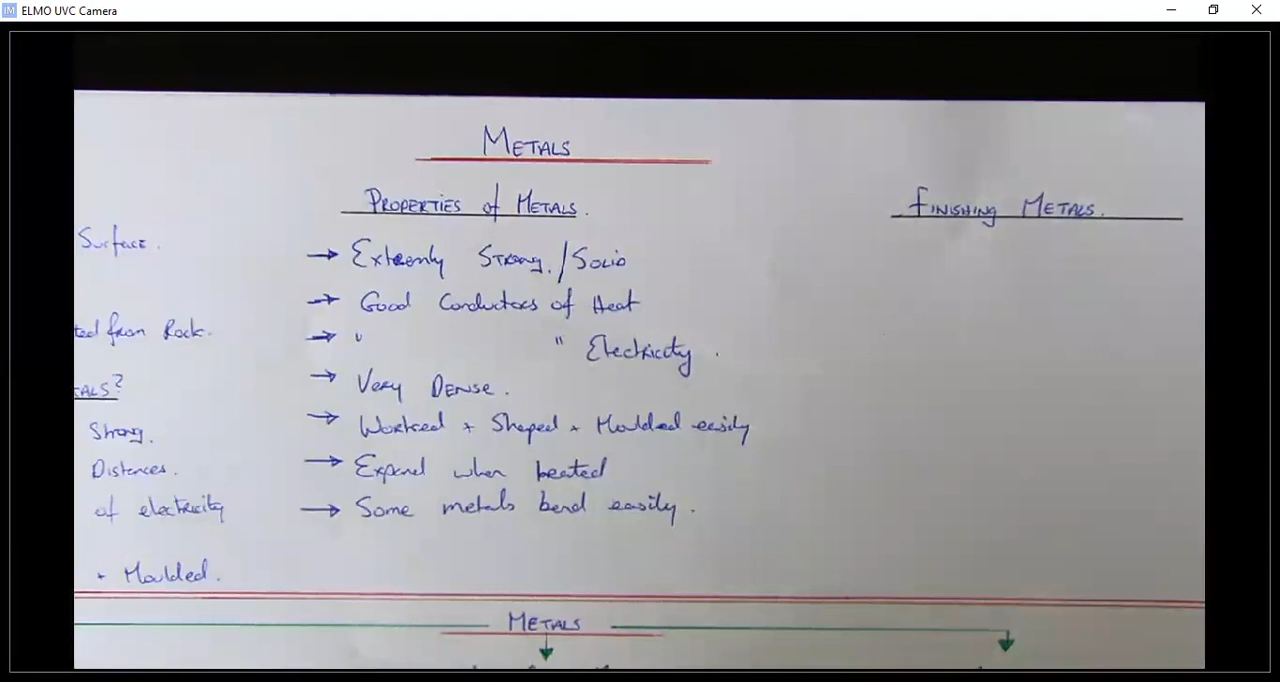 ELMO UVC Camera
METALS
PROPERTIES of METALS.
FINISHING METALS.
Surface.
→ Extremly Strong. / Solid
→ Good Conductors of Heat
ted from Rock.
→ " " Electricity.
→ Very Dense.
TALS?
→ Worked + Shaped + Moulded easily
Strong.
→ Expand when heated
Distances.
→ Some metals bend easily.
of electricity
+ Moulded.
METALS